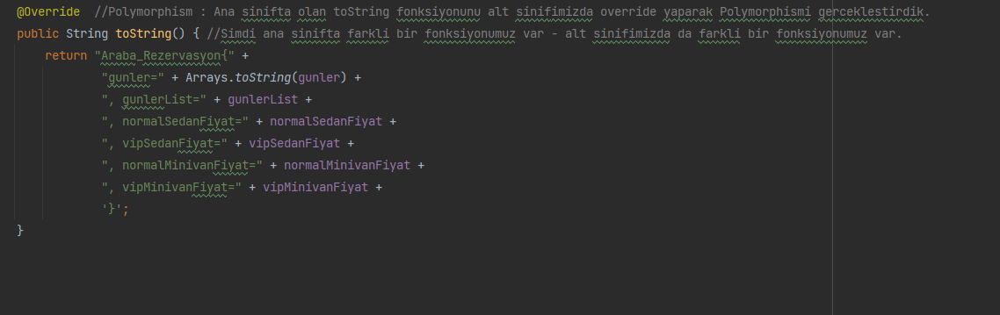 @Override  //Polymorphism : Ana sinifta olan toString fonksiyonunu alt sinifimizda override yaparak Polymorphismi gerceklestirdik.
public String toString() { //Simdi ana sinifta farkli bir fonksiyonumuz var - alt sinifimizda da farkli bir fonksiyonumuz var.
    return "Araba_Rezervasyon{" +
            "gunler=" + Arrays.toString(gunler) +
            ", gunlerList=" + gunlerList +
            ", normalSedanFiyat=" + normalSedanFiyat +
            ", vipSedanFiyat=" + vipSedanFiyat +
            ", normalMinivanFiyat=" + normalMinivanFiyat +
            ", vipMinivanFiyat=" + vipMinivanFiyat +
            '}';
}